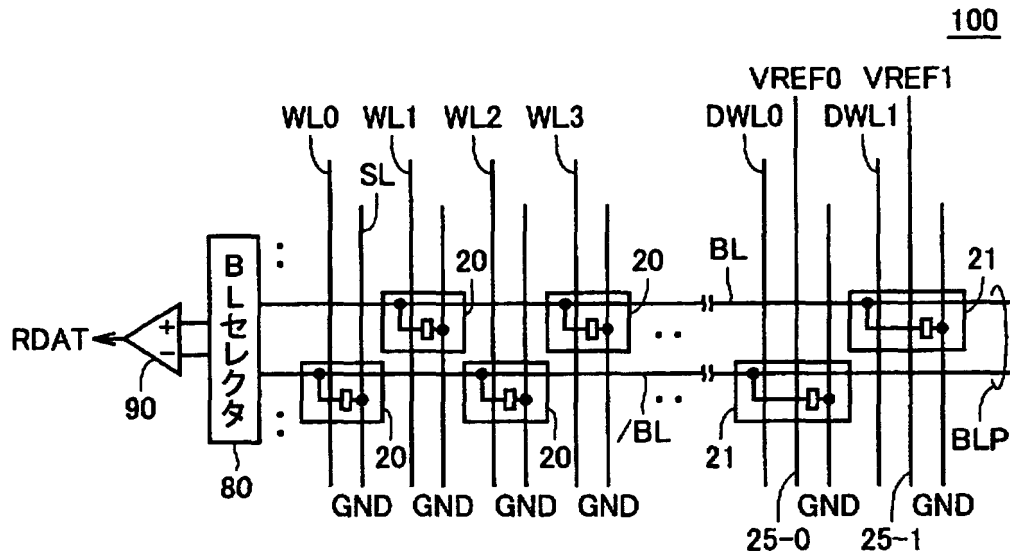 100
VREF0 VREF1
WL0 WL1 WL2 WL3 DWL0 DWL1
SL
20 20 BL 21
BLセレクタ
RDAT
+
−
90
20 20 /BL 21 BLP
80
GND GND GND GND GND GND
25-0 25-1